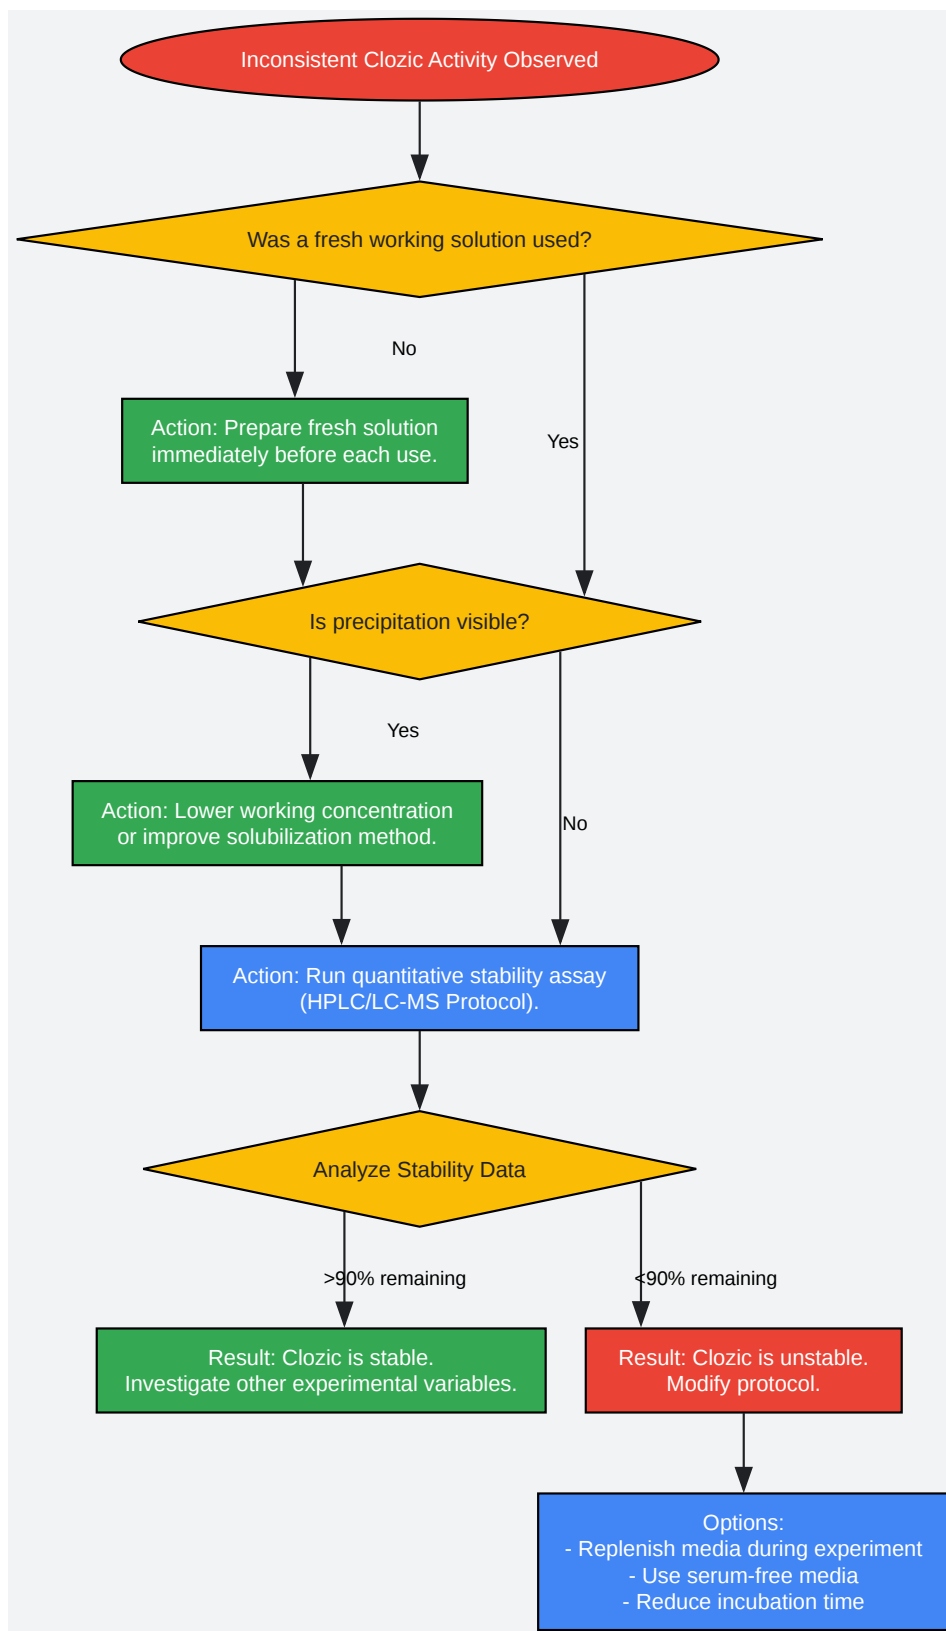 Inconsistent Clozic Activity Observed
Was a fresh working solution used?
No
Action: Prepare fresh solution
immediately before each use.
Yes
Is precipitation visible?
Yes
Action: Lower working concentration
or improve solubilization method.
No
Action: Run quantitative stability assay
(HPLC/LC-MS Protocol).
Analyze Stability Data
>90% remaining
<90% remaining
Result: Clozic is stable.
Investigate other experimental variables.
Result: Clozic is unstable.
Modify protocol.
Options:
- Replenish media during experiment
- Use serum-free media
- Reduce incubation time